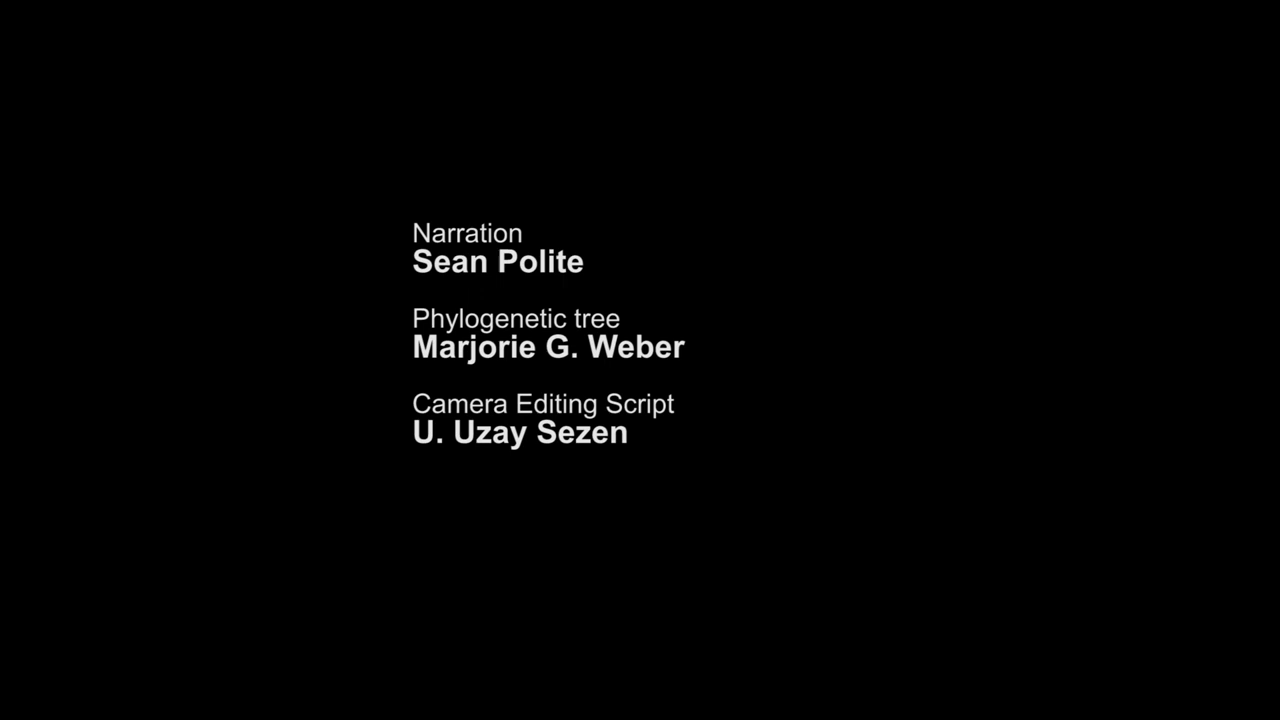 Narration
Sean Polite
Phylogenetic tree
Marjorie G. Weber
Camera Editing Script
U. Uzay Sezen